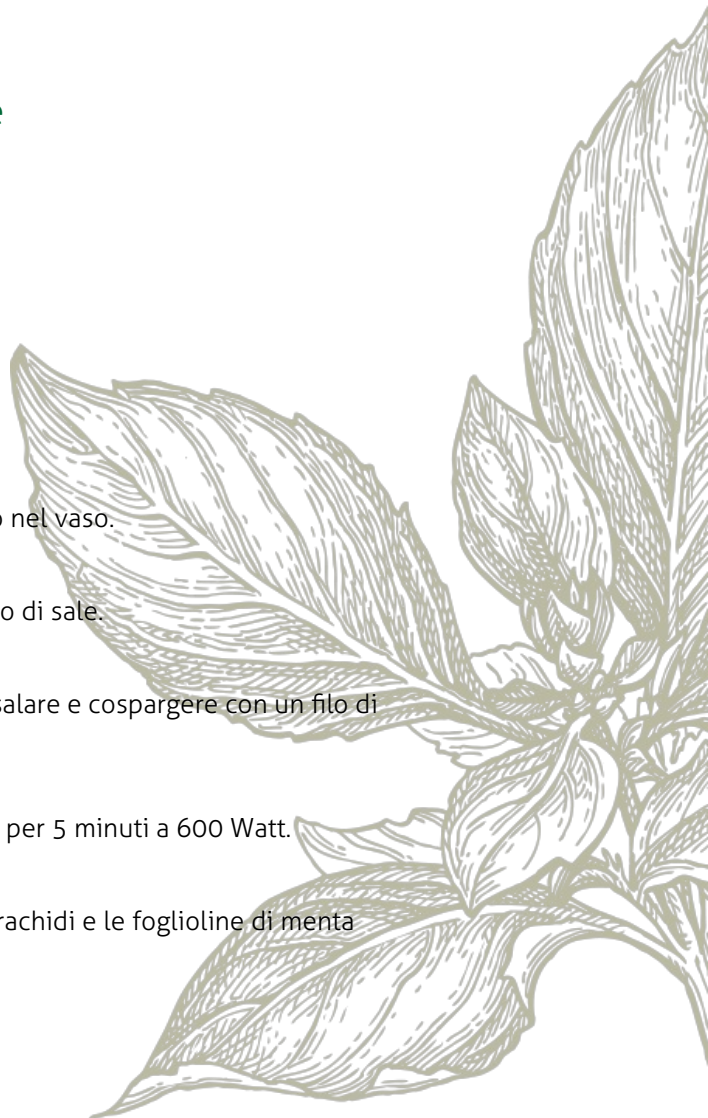 e
o nel vaso.
o di sale.
salare e cospargere con un filo di
per 5 minuti a 600 Watt.
rachidi e le foglioline di menta